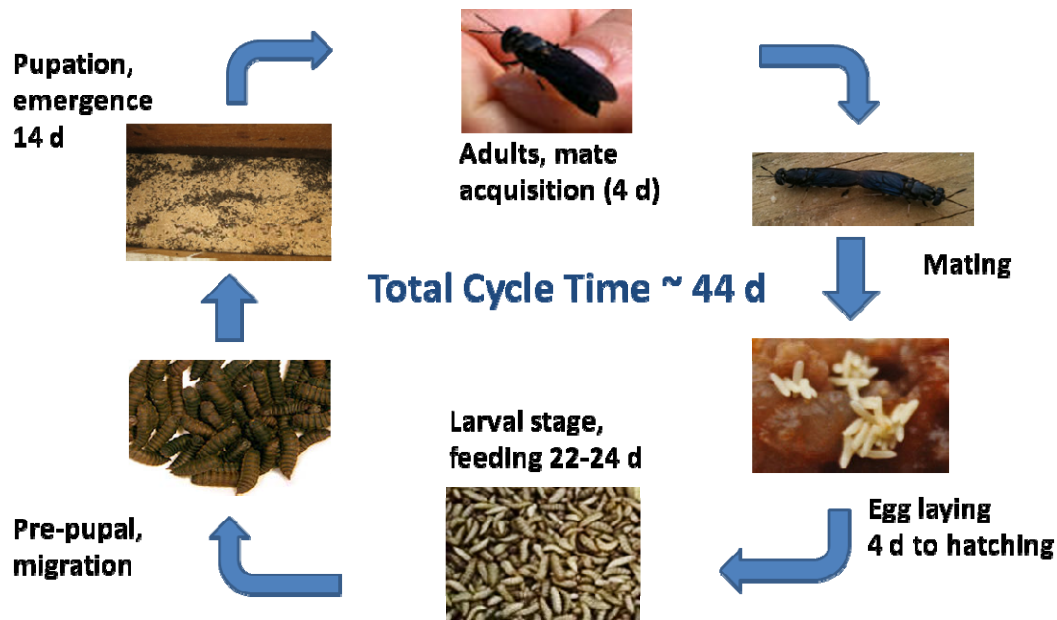 Pupation,
emergence
14 d
Adults, mate
acquisition (4 d)
Mating
Total Cycle Time ~ 44 d
Egg laying
4 d to hatching
Larval stage,
feeding 22-24 d
Pre-pupal,
migration